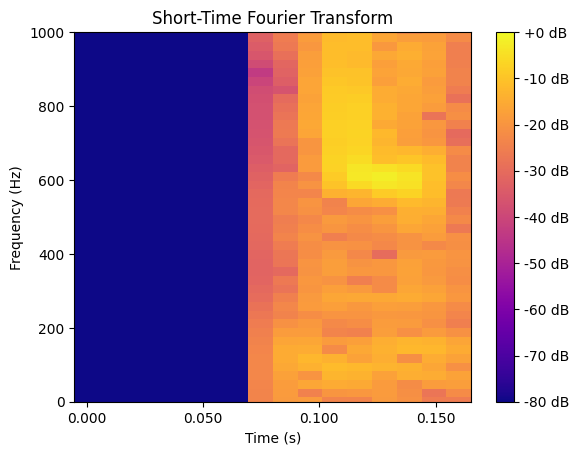 Short-Time Fourier Transform
1000
800
600
400
200
0
Frequency (Hz)
0.000
0.050
0.100
0.150
Time (s)
+0 dB
-10 dB
-20 dB
-30 dB
-40 dB
-50 dB
-60 dB
-70 dB
-80 dB